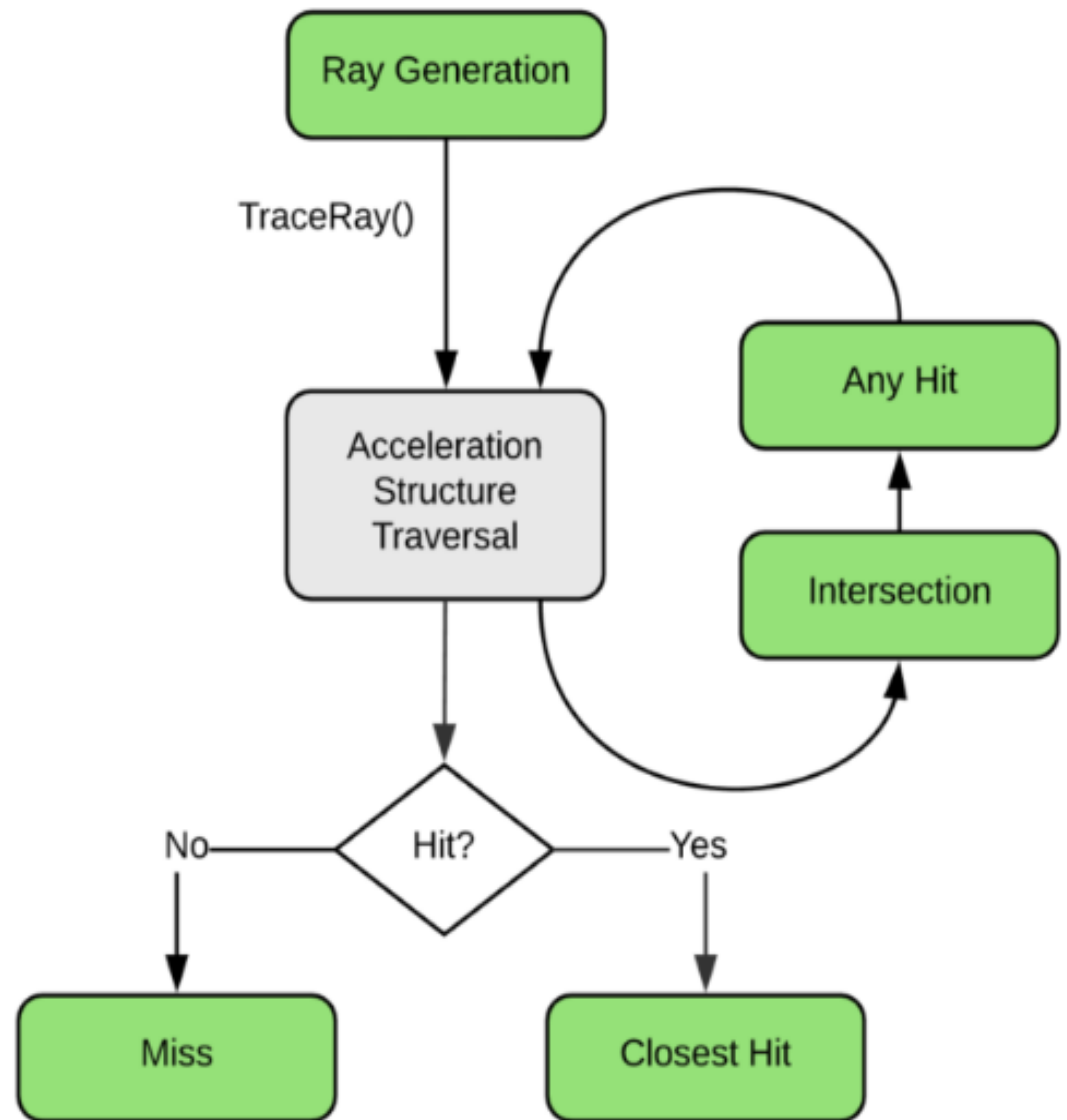 Ray Generation
TraceRay()
Any Hit
Acceleration
Structure
Traversal
Intersection
Hit?
No
Yes
Miss
Closest Hit